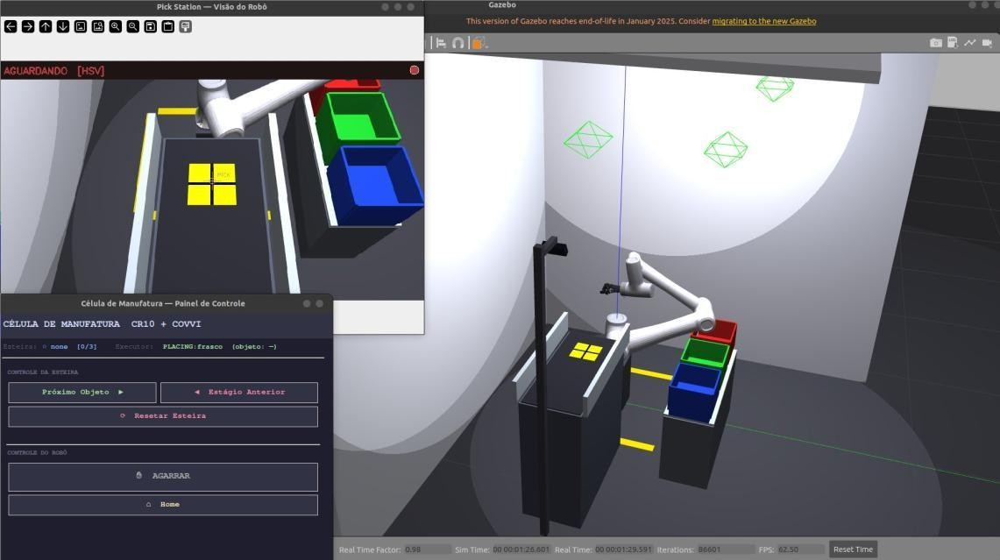 Pick Station — Visão do Robô
AGUARDANDO [HSV]
PICK
Gazebo
This version of Gazebo reaches end-of-life in January 2025. Consider migrating to the new Gazebo
Célula de Manufatura — Painel de Controle
CÉLULA DE MANUFATURA CR10 + COVVI
Esteira: ○ none [0/3] Executor: PLACING:frasco (objeto: —)
CONTROLE DA ESTEIRA
Próximo Objeto ▶
◀ Estágio Anterior
⟳ Resetar Esteira
CONTROLE DO ROBÔ
AGARRAR
⌂ Home
Real Time Factor: 0.98 Sim Time: 00 00:01:26.601 Real Time: 00 00:01:29.591 Iterations: 86601 FPS: 62.50 Reset Time